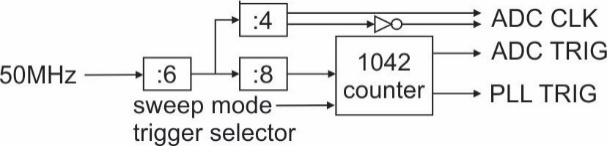 :4
ADC CLK
1042
counter
ADC TRIG
50MHz
:6
:8
PLL TRIG
sweep mode
trigger selector